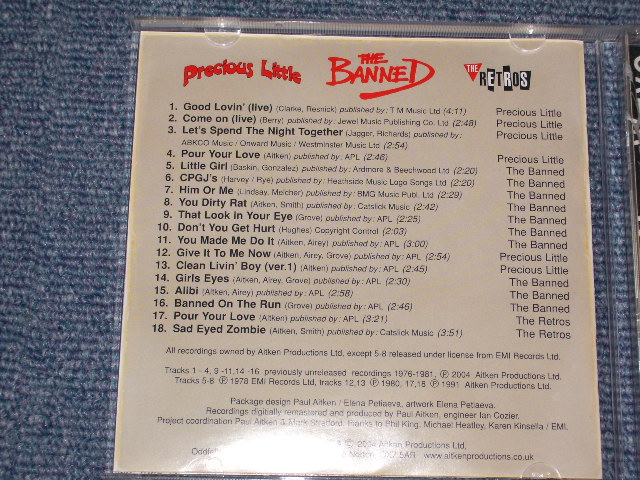 Precious Little THE BANNED THE RETROS
1. Good Lovin' (live) (Clarke, Resnick) published by: T M Music Ltd (4:11) Precious Little
2. Come on (live) (Berry) published by: Jewel Music Publishing Co. Ltd (2:48) Precious Little
3. Let's Spend The Night Together (Jagger, Richards) published by: Precious Little
ABKCO Music / Onward Music / Westminster Music Ltd (2:54)
4. Pour Your Love (Aitken) published by: APL (2:46) Precious Little
5. Little Girl (Baskin, Gonzalez) published by: Ardmore & Beechwood Ltd (2:20) The Banned
6. CPGJ's (Harvey / Rye) published by: Heathside Music Logo Songs Ltd (2:20) The Banned
7. Him Or Me (Lindsay, Melcher) published by: BMG Music Publ. Ltd (2:29) The Banned
8. You Dirty Rat (Aitken, Smith) published by: Catslick Music (2:42) The Banned
9. That Look in Your Eye (Grove) published by: APL (2:25) The Banned
10. Don't You Get Hurt (Hughes) Copyright Control (2:03) The Banned
11. You Made Me Do It (Aitken, Airey) published by: APL (3:00) The Banned
12. Give It To Me Now (Aitken, Airey, Grove) published by: APL (2:54) Precious Little
13. Clean Livin' Boy (ver.1) (Aitken, Airey) published by: APL (2:45) Precious Little
14. Girls Eyes (Aitken, Airey, Grove) published by: APL (2:30) The Banned
15. Alibi (Aitken, Airey) published by: APL (2:58) The Banned
16. Banned On The Run (Grove) published by: APL (2:46) The Banned
17. Pour Your Love (Aitken) published by: APL (3:21) The Retros
18. Sad Eyed Zombie (Aitken, Smith) published by: Catslick Music (3:51) The Retros
All recordings owned by Aitken Productions Ltd, except 5-8 released under license from EMI Records Ltd.
Tracks 1 - 4, 9 -11,14 -16 previously unreleased recordings 1976-1981, ℗ 2004 Aitken Productions Ltd.
Tracks 5-8 ℗ 1978 EMI Records Ltd, tracks 12,13 ℗ 1980, 17,18 ℗ 1991 Aitken Productions Ltd.
Package design Paul Aitken / Elena Petiaeva, artwork Elena Petiaeva.
Recordings digitally remastered and produced by Paul Aitken, engineer Ian Cozier.
Project coordination Paul Aitken & Mark Stratford. Thanks to Phil King, Michael Heatley, Karen Kinsella / EMI.
© 2004 Aitken Productions Ltd,
Norton, 5AR www.aitkenproductions.co.uk